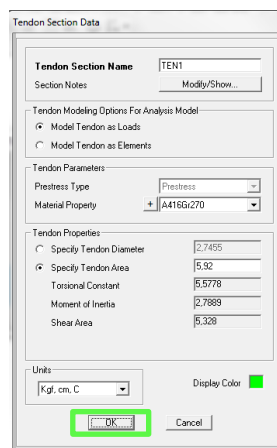 Tendon Section Data
Tendon Section Name TEN1
Section Notes Modify/Show...
Tendon Modeling Options For Analysis Model
Model Tendon as Loads
Model Tendon as Elements
Tendon Parameters
Prestress Type Prestress
Material Property + A416Gr270
Tendon Properties
Specify Tendon Diameter 2,7455
Specify Tendon Area 5,92
Torsional Constant 5,5778
Moment of Inertia 2,7889
Shear Area 5,328
Units
Kgf, cm, C Display Color
OK Cancel